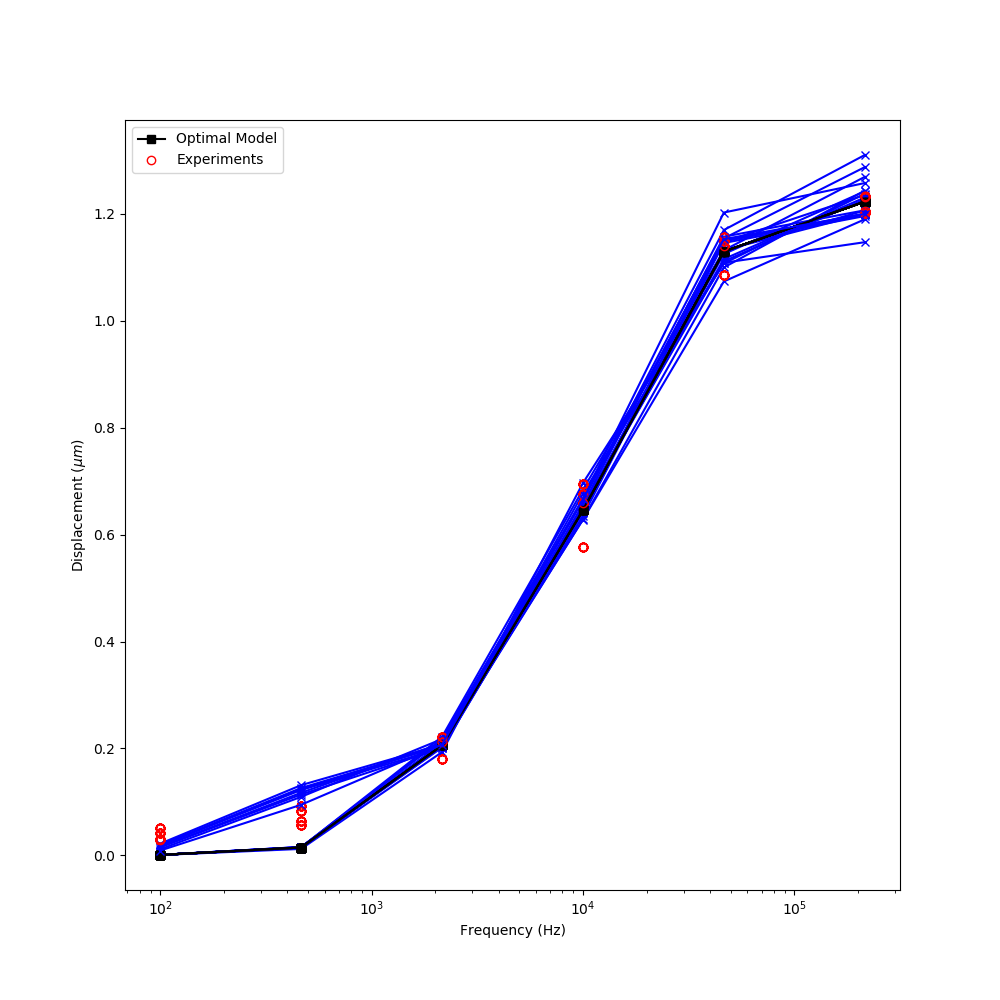 Optimal Model
Experiments
1.2
1.0
0.8
0.6
0.4
0.2
0.0
Displacement (μm)
10²
10³
10⁴
10⁵
Frequency (Hz)